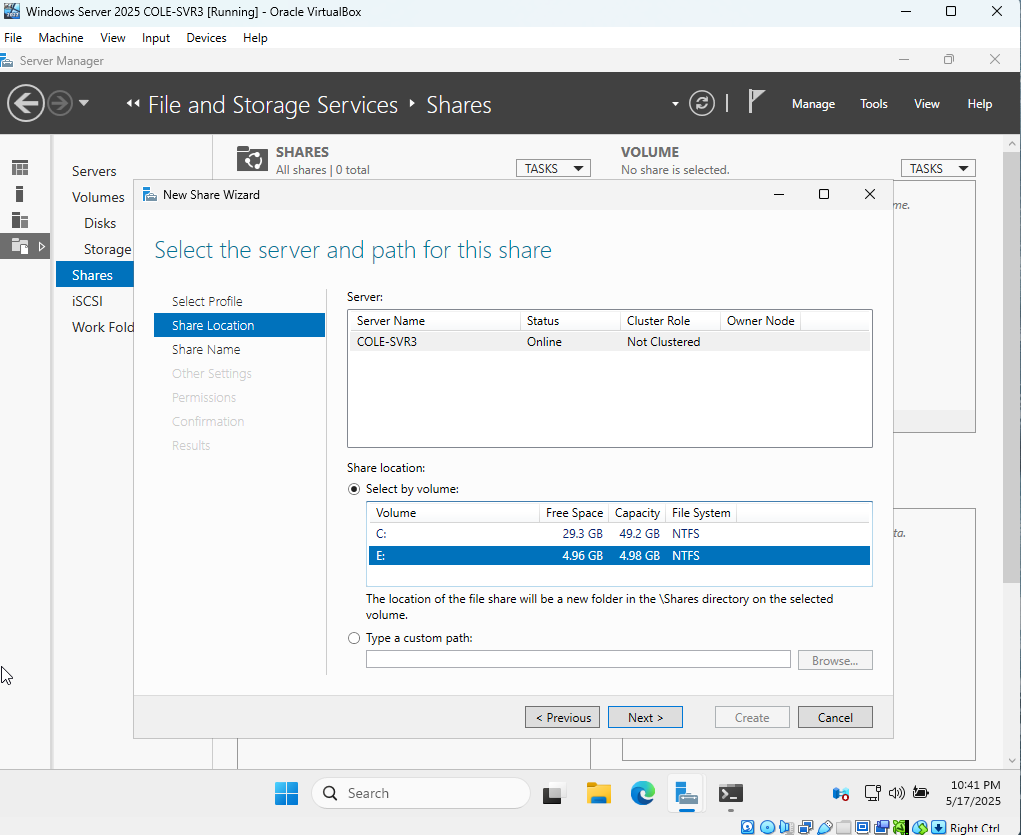 Windows Server 2025 COLE-SVR3 [Running] - Oracle VirtualBox
File Machine View Input Devices Help
Server Manager
File and Storage Services Shares
Manage Tools View Help
Servers
Volumes
Disks
Storage
Shares
iSCSI
Work Fold
SHARES
All shares | 0 total
TASKS
VOLUME
No share is selected.
TASKS
me.
ta.
New Share Wizard
Select the server and path for this share
Select Profile
Share Location
Share Name
Other Settings
Permissions
Confirmation
Results
Server:
Server Name Status Cluster Role Owner Node
COLE-SVR3 Online Not Clustered
Share location:
Select by volume:
Volume Free Space Capacity File System
C: 29.3 GB 49.2 GB NTFS
E: 4.96 GB 4.98 GB NTFS
The location of the file share will be a new folder in the \Shares directory on the selected
volume.
Type a custom path:
Browse...
< Previous Next > Create Cancel
Search
10:41 PM
5/17/2025
Right Ctrl